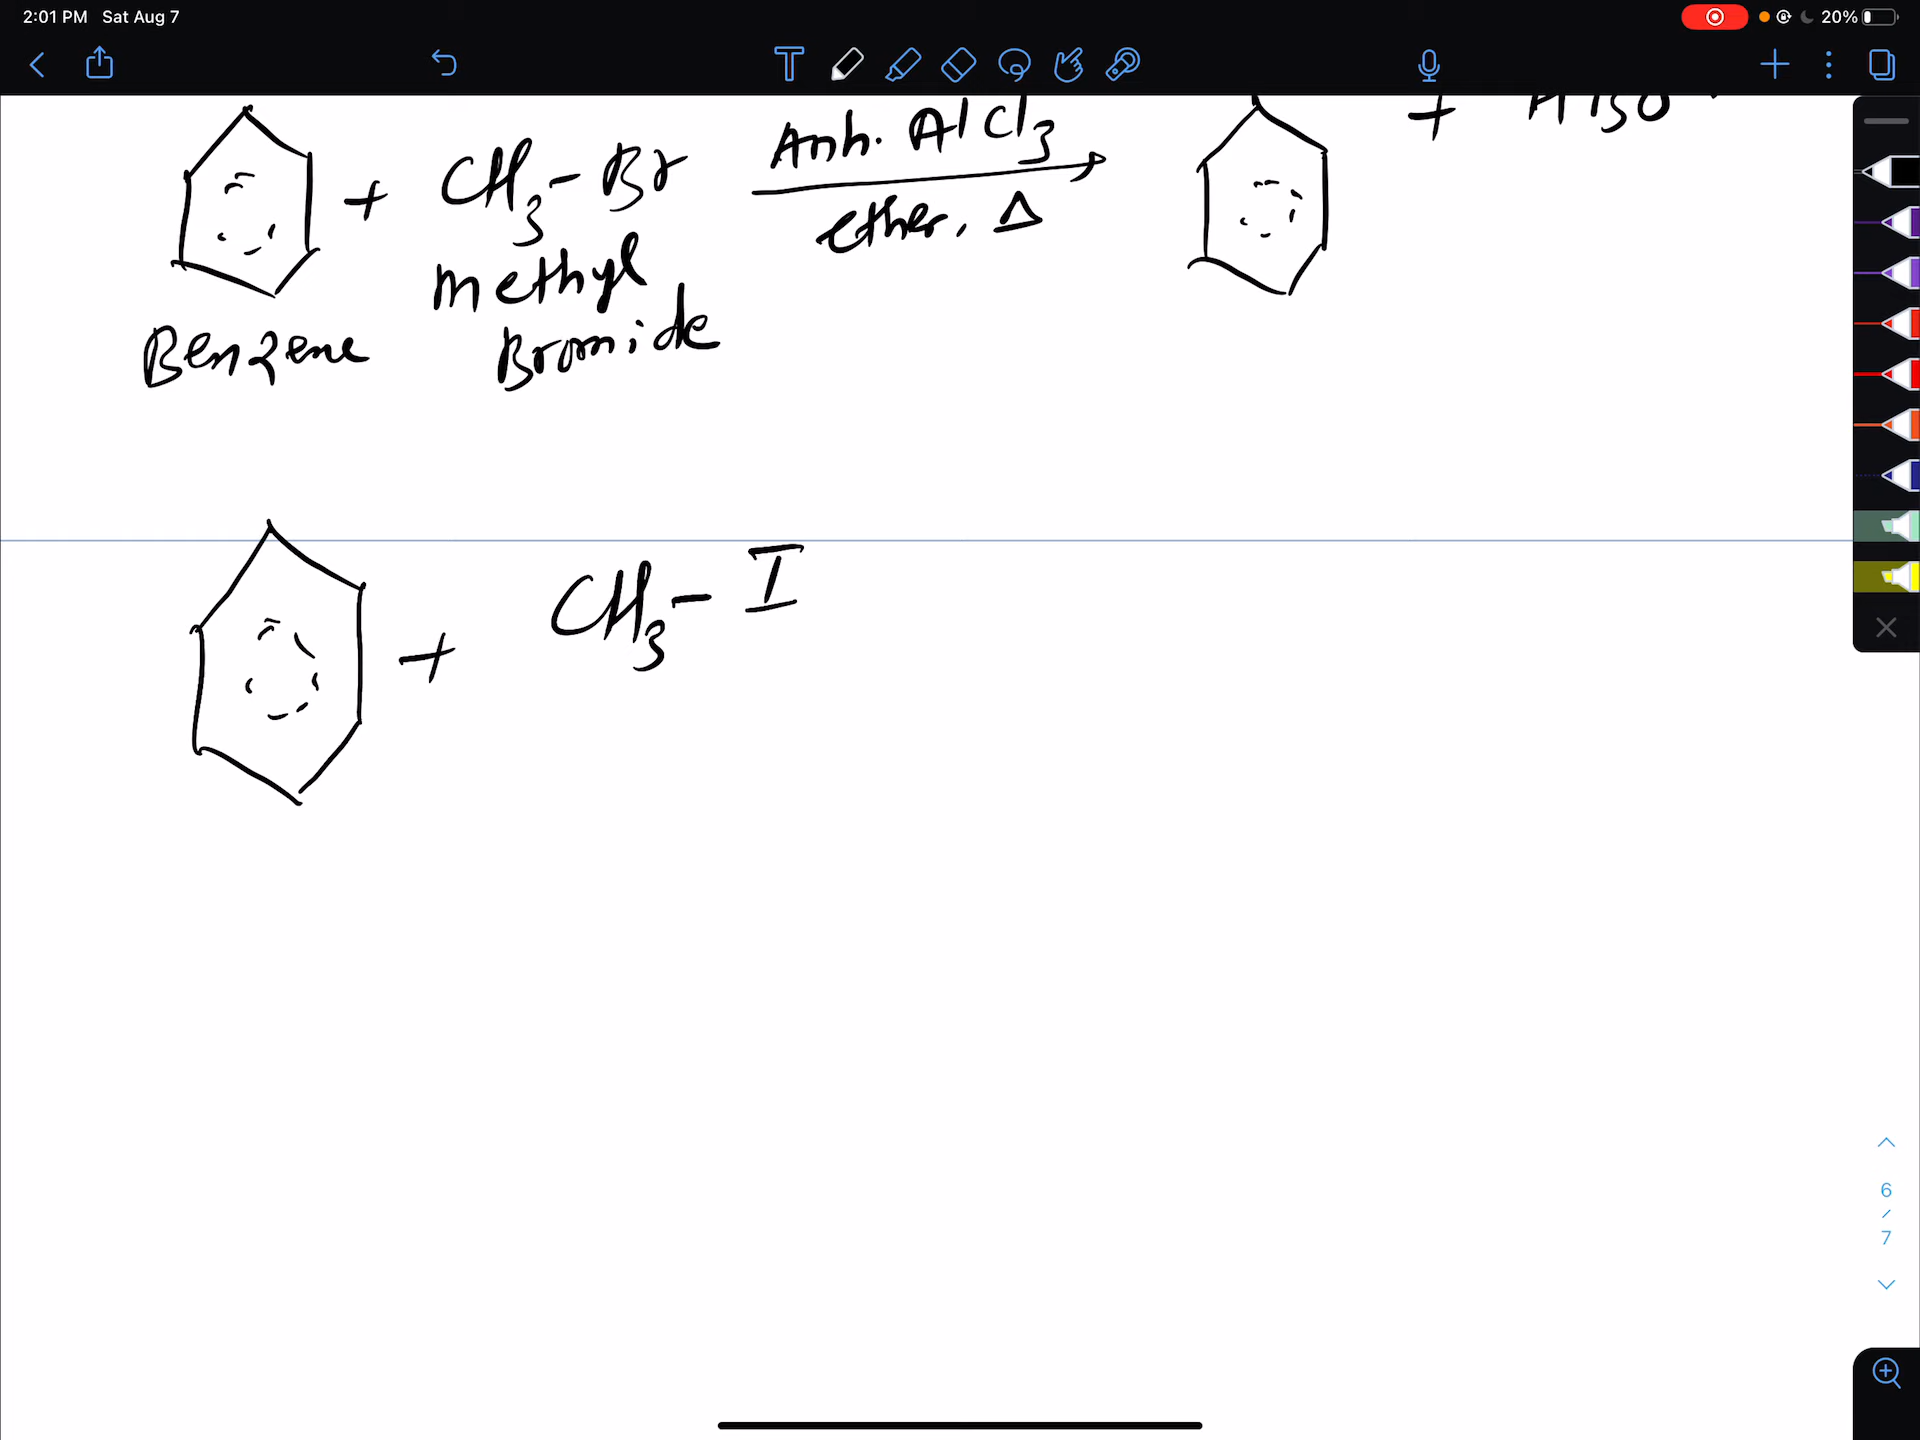 2:01 PM Sat Aug 7
20%
+ CH3-Br
Anh. AlCl3
ether, Δ
+
methyl
Benzene
Bromide
+ CH3-I
6
/
7